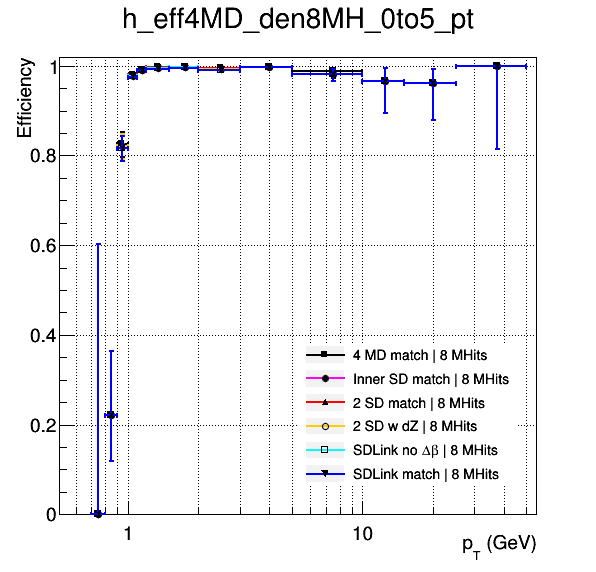 h_eff4MD_den8MH_0to5_pt
Efficiency
1
0.8
0.6
0.4
0.2
0
4 MD match | 8 MHits
Inner SD match | 8 MHits
2 SD match | 8 MHits
2 SD w dZ | 8 MHits
SDLink no Δβ | 8 MHits
SDLink match | 8 MHits
1
10
p_T (GeV)